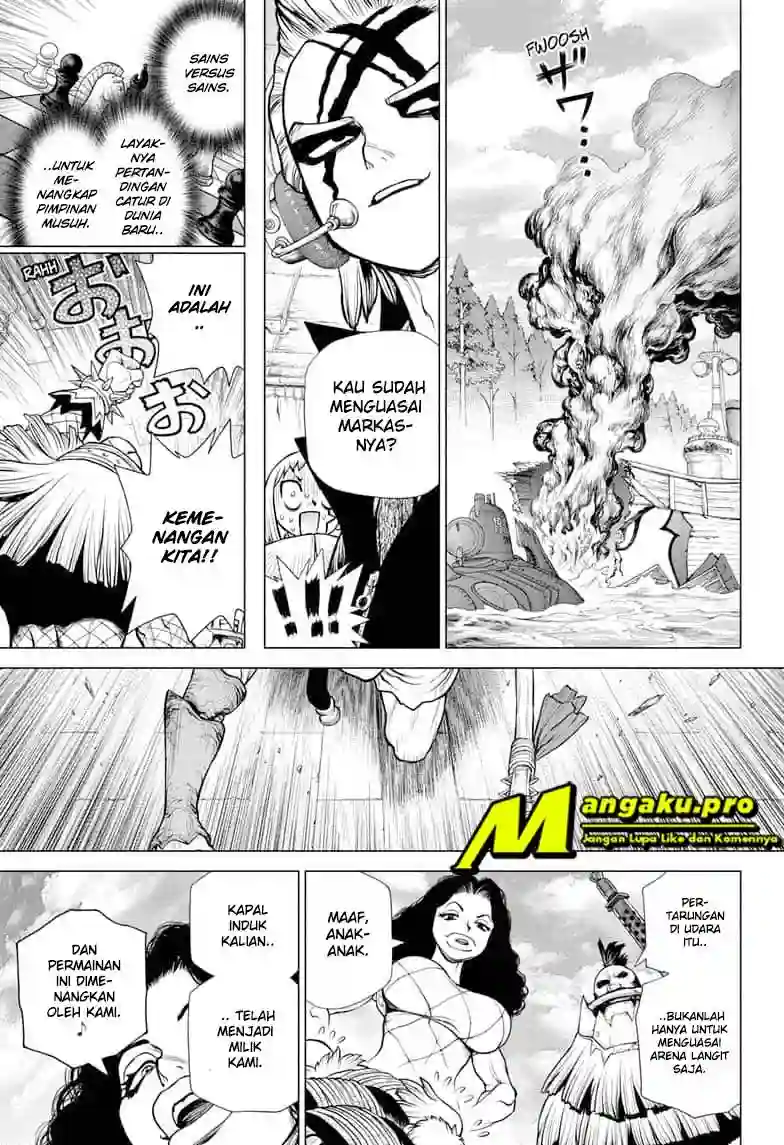 FWOOSH
ザワ....
KAU SUDAH
MENGUASAI
MARKAS-
NYA?
!!!
SAINS
VERSUS
SAINS.
LAYAK-
NYA
PERTAN-
DINGAN
CATUR DI
DUNIA
BARU..
..UNTUK
ME-
NANGKAP
PIMPINAN
MUSUH.
RAHH
おおお
INI
ADALAH
..
KEME-
NANGAN
KITA!!
Mangaku.pro
Jangan Lupa Like dan Komennya
PER-
TARUNGAN
DI UDARA
ITU..
..BUKANLAH
HANYA UNTUK
MENGUASAI
ARENA LANGIT
SAJA.
MAAF,
ANAK-
ANAK.
KAPAL
INDUK
KALIAN..
.. TELAH
MENJADI
MILIK
KAMI.
DAN
PERMAINAN
INI DIME-
NANGKAN
OLEH KAMI.
♪